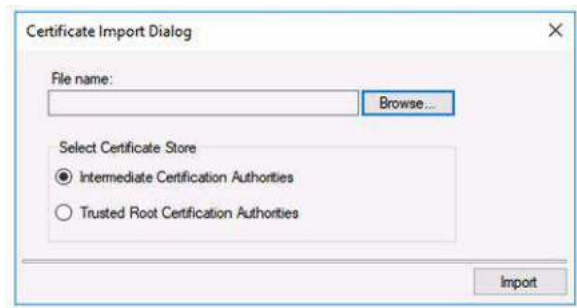 Certificate Import Dialog
File name:
Browse...
Select Certificate Store
Intermediate Certification Authorities
Trusted Root Certification Authorities
Import